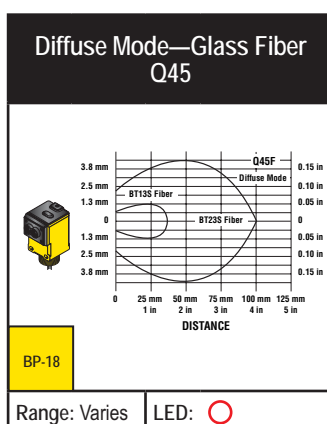 Diffuse Mode—Glass Fiber
Q45
Q45F
Diffuse Mode
BT13S Fiber
BT23S Fiber
3.8 mm
2.5 mm
1.3 mm
0
1.3 mm
2.5 mm
3.8 mm
0.15 in
0.10 in
0.05 in
0
0.05 in
0.10 in
0.15 in
0 25 mm 50 mm 75 mm 100 mm 125 mm
1 in 2 in 3 in 4 in 5 in
DISTANCE
BP-18
Range: Varies LED: